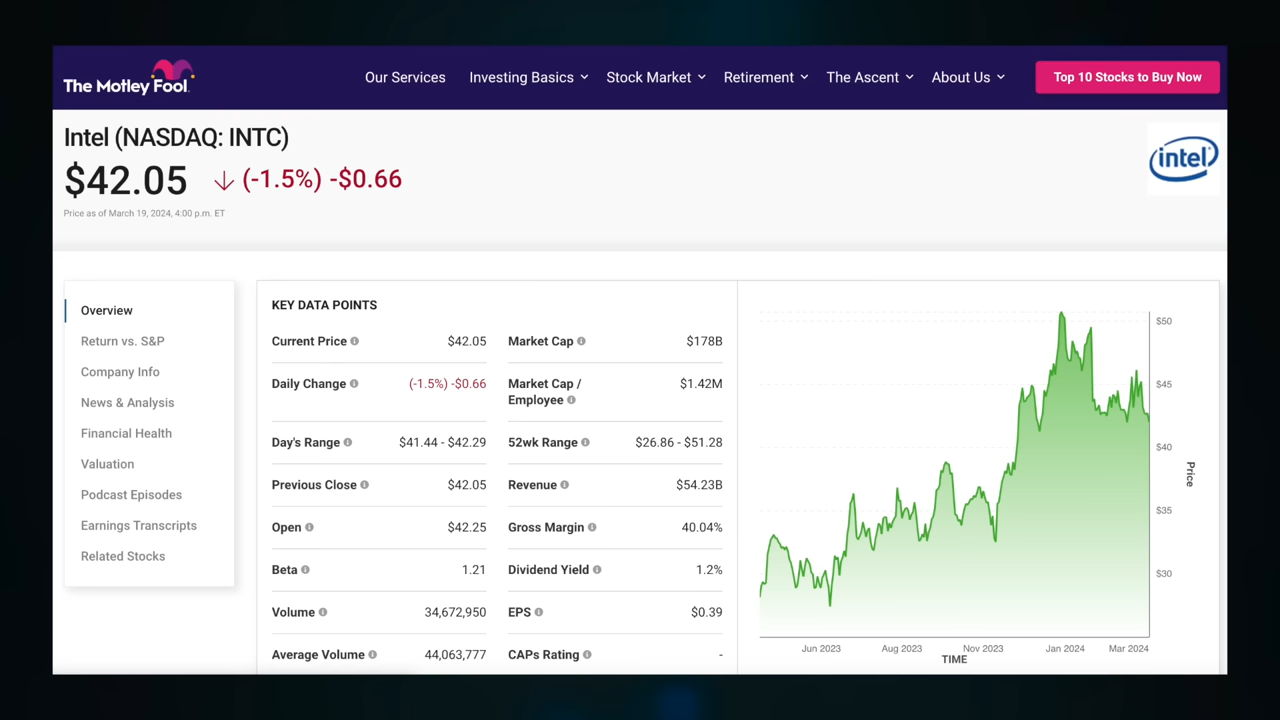 The Motley Fool
Our Services
Investing Basics
Stock Market
Retirement
The Ascent
About Us
Top 10 Stocks to Buy Now
Intel (NASDAQ: INTC)
$42.05 (-1.5%) -$0.66
Price as of March 19, 2024, 4:00 p.m. ET
intel
Overview
Return vs. S&P
Company Info
News & Analysis
Financial Health
Valuation
Podcast Episodes
Earnings Transcripts
Related Stocks
KEY DATA POINTS
Current Price $42.05
Daily Change (-1.5%) -$0.66
Day's Range $41.44 - $42.29
Previous Close $42.05
Open $42.25
Beta 1.21
Volume 34,672,950
Average Volume 44,063,777
Market Cap $178B
Market Cap / $1.42M
Employee
52wk Range $26.86 - $51.28
Revenue $54.23B
Gross Margin 40.04%
Dividend Yield 1.2%
EPS $0.39
CAPs Rating -
$50
$45
$40
$35
$30
Price
Jun 2023 Aug 2023 Nov 2023 Jan 2024 Mar 2024
TIME